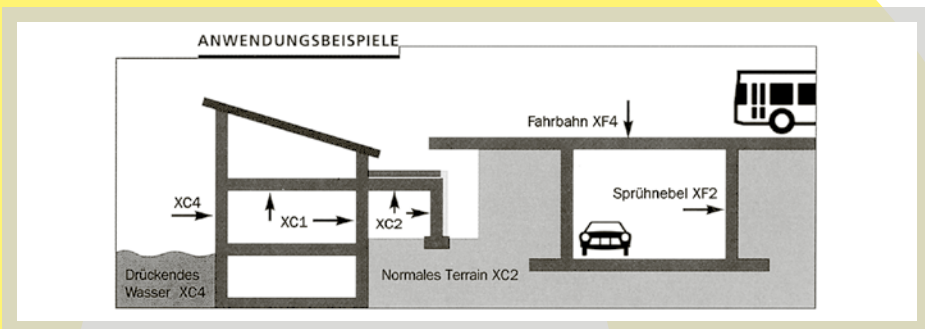 ANWENDUNGSBEISPIELE
Fahrbahn XF4
Sprühnebel XF2
XC4
XC1
XC2
Drückendes
Wasser XC4
Normales Terrain XC2